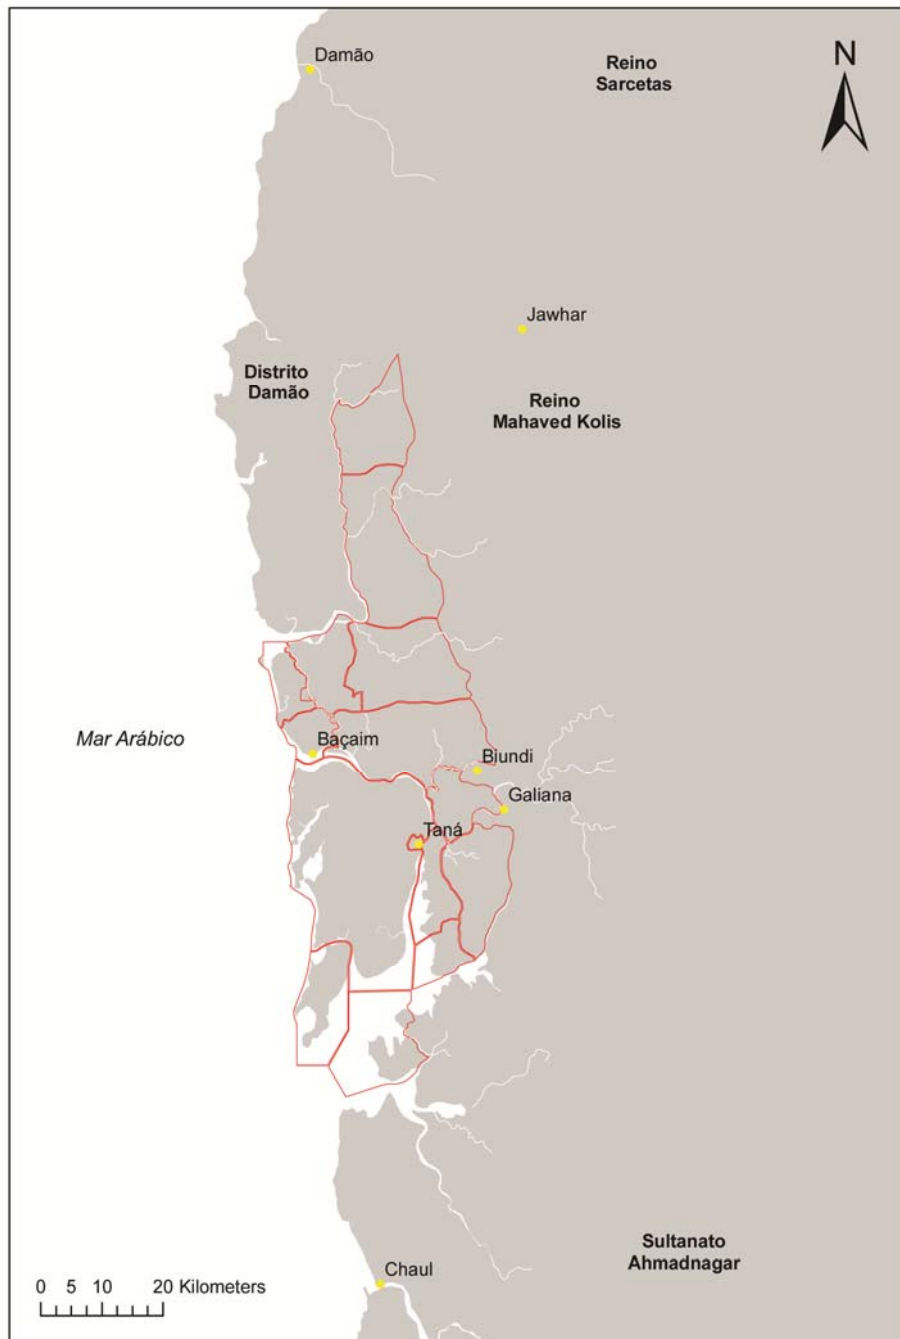 Damão
Reino
Sarcetas
N
Jawhar
Distrito
Damão
Reino
Mahaved Kolis
Mar Arábico
Baçaim
Biundi
Galiana
Taná
Sultanato
Ahmadnagar
Chaul
0 5 10 20 Kilometers